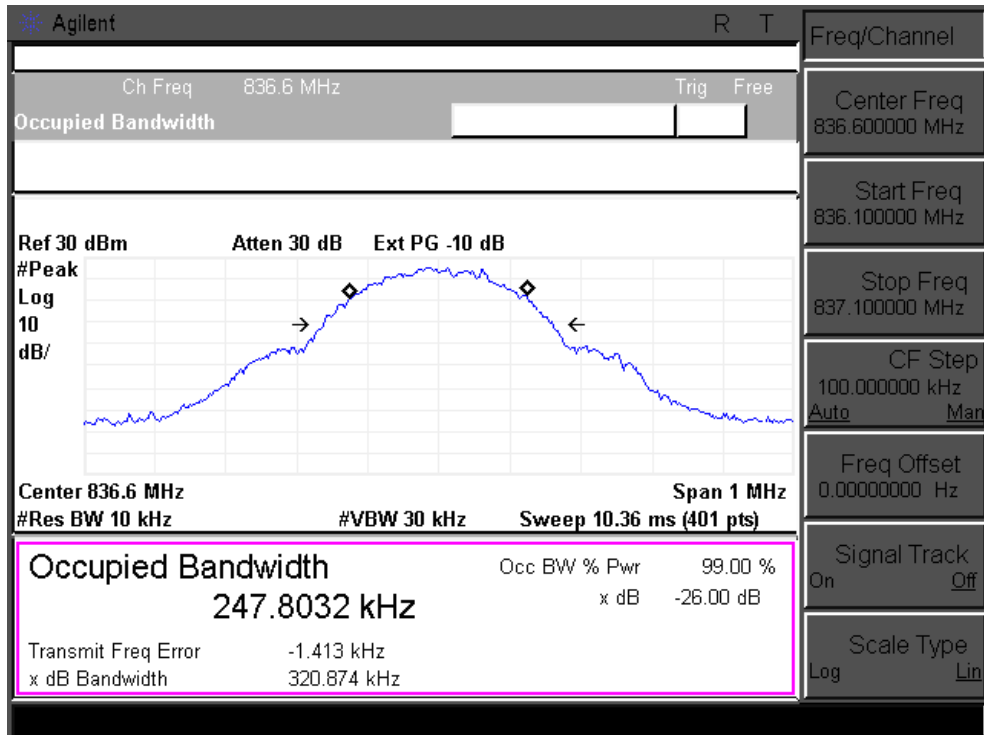 Agilent R T
Freq/Channel
Ch Freq 836.6 MHz Trig Free
Occupied Bandwidth
Center Freq
836.600000 MHz
Start Freq
836.100000 MHz
Ref 30 dBm Atten 30 dB Ext PG -10 dB
#Peak
Log
10
dB/
Stop Freq
837.100000 MHz
CF Step
100.000000 kHz
Auto Man
Center 836.6 MHz Span 1 MHz
#Res BW 10 kHz #VBW 30 kHz Sweep 10.36 ms (401 pts)
Freq Offset
0.00000000 Hz
Occupied Bandwidth Occ BW % Pwr 99.00 %
247.8032 kHz x dB -26.00 dB
Transmit Freq Error -1.413 kHz
x dB Bandwidth 320.874 kHz
Signal Track
On Off
Scale Type
Log Lin